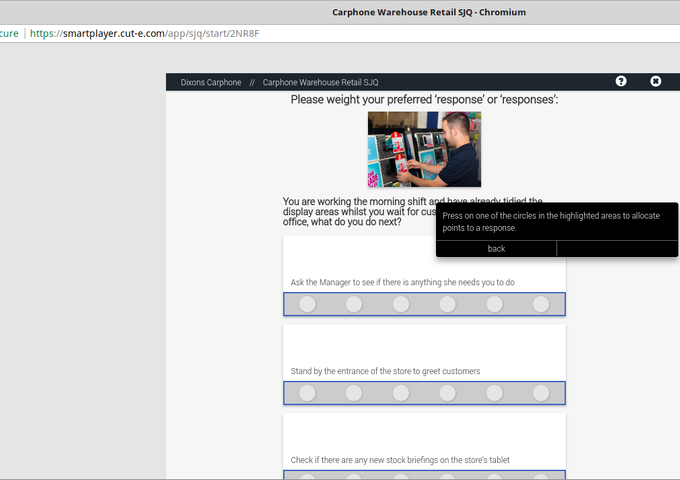 Carphone Warehouse Retail SJQ - Chromium
cure | https://smartplayer.cut-e.com/app/sjq/start/2NR8F
Dixons Carphone // Carphone Warehouse Retail SJQ
Please weight your preferred ‘response’ or ‘responses’:
You are working the morning shift and have already tidied the
display areas whilst you wait for cus
office, what do you do next?
Press on one of the circles in the highlighted areas to allocate
points to a response.
back
Ask the Manager to see if there is anything she needs you to do
Stand by the entrance of the store to greet customers
Check if there are any new stock briefings on the store's tablet